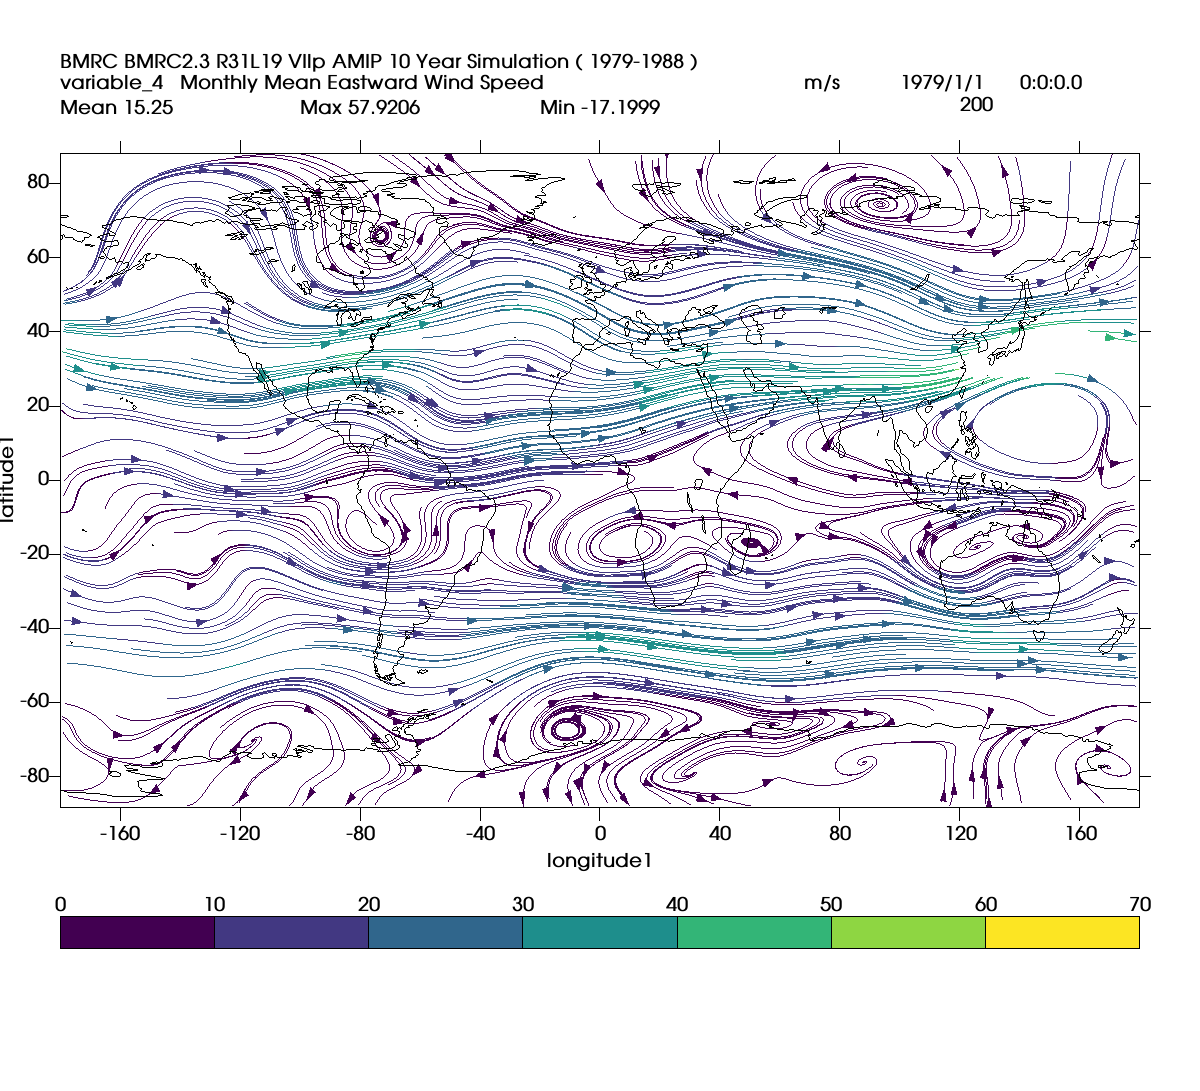 BMRC BMRC2.3 R31L19 VIIp AMIP 10 Year Simulation ( 1979-1988 )
variable_4 Monthly Mean Eastward Wind Speed m/s 1979/1/1 0:0:0.0
Mean 15.25 Max 57.9206 Min -17.1999 200
80
60
40
20
0
-20
-40
-60
-80
latitude1
-160 -120 -80 -40 0 40 80 120 160
longitude1
0 10 20 30 40 50 60 70